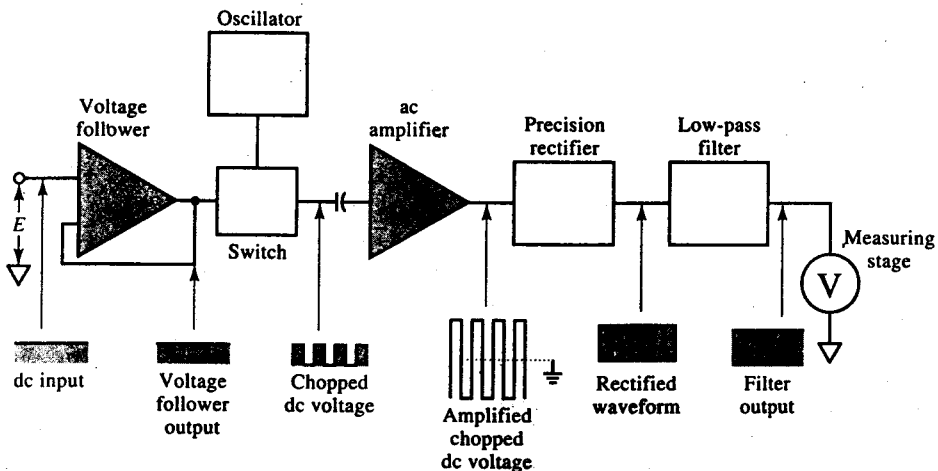 Oscillator
Voltage
follower
ac
amplifier
Precision
rectifier
Low-pass
filter
E
Switch
Measuring
stage
V
dc input
Voltage
follower
output
Chopped
dc voltage
Amplified
chopped
dc voltage
Rectified
waveform
Filter
output